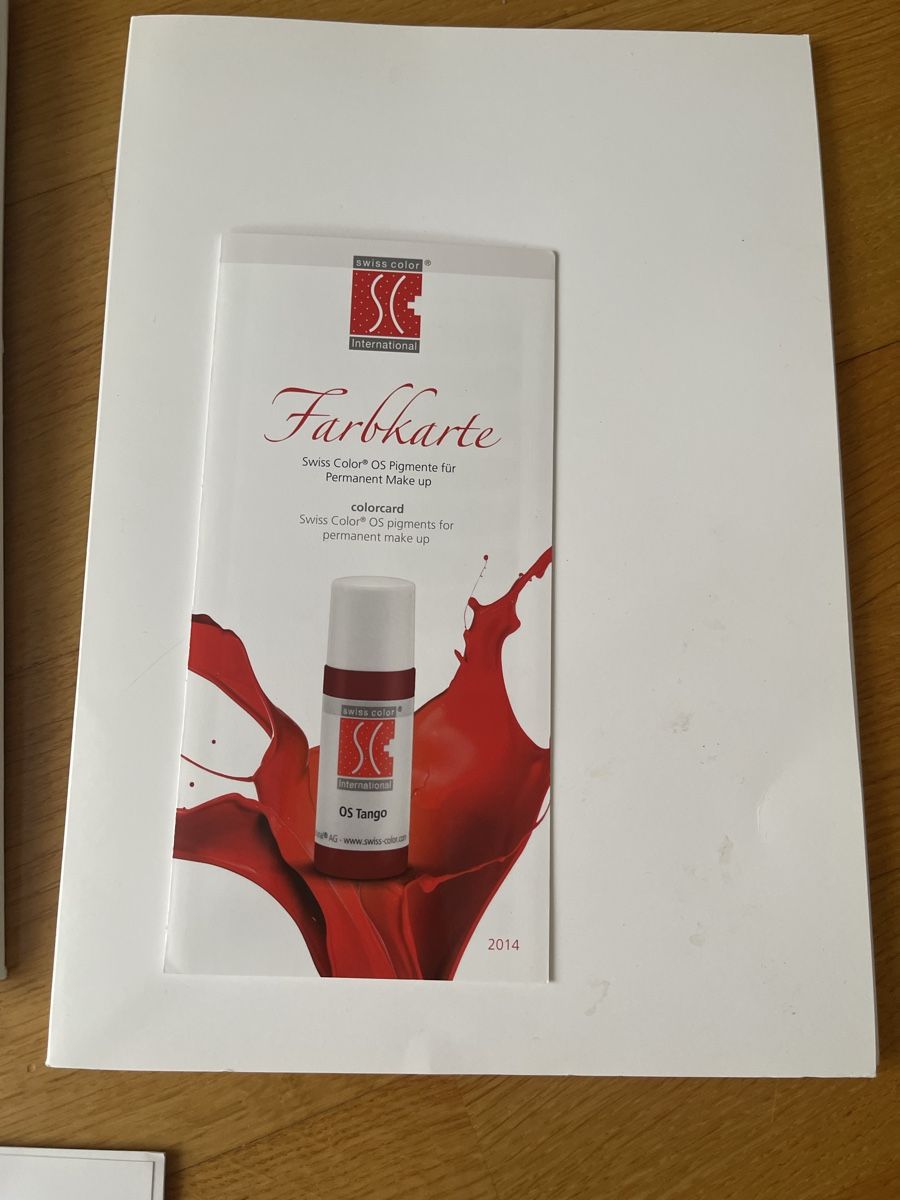 swiss color®
SC
International
Farbkarte
Swiss Color® OS Pigmente für
Permanent Make up
colorcard
Swiss Color® OS pigments for
permanent make up
swiss color®
SC
International
OS Tango
AG - www.swiss-color.com
2014